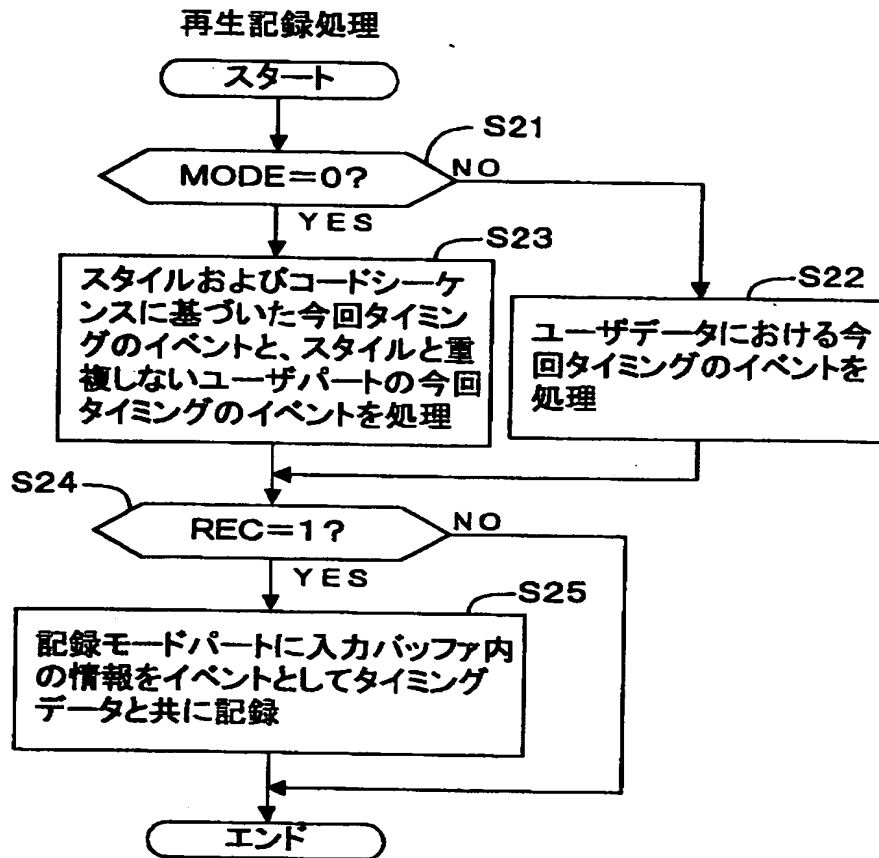 再生記録処理
スタート
S21
MODE=0?
NO
YES
S23
スタイルおよびコードシーケ
ンスに基づいた今回タイミン
グのイベントと、スタイルと重
複しないユーザパートの今回
タイミングのイベントを処理
S22
ユーザデータにおける今
回タイミングのイベントを
処理
S24
REC=1?
NO
YES
S25
記録モードパートに入力バッファ内
の情報をイベントとしてタイミング
データと共に記録
エンド